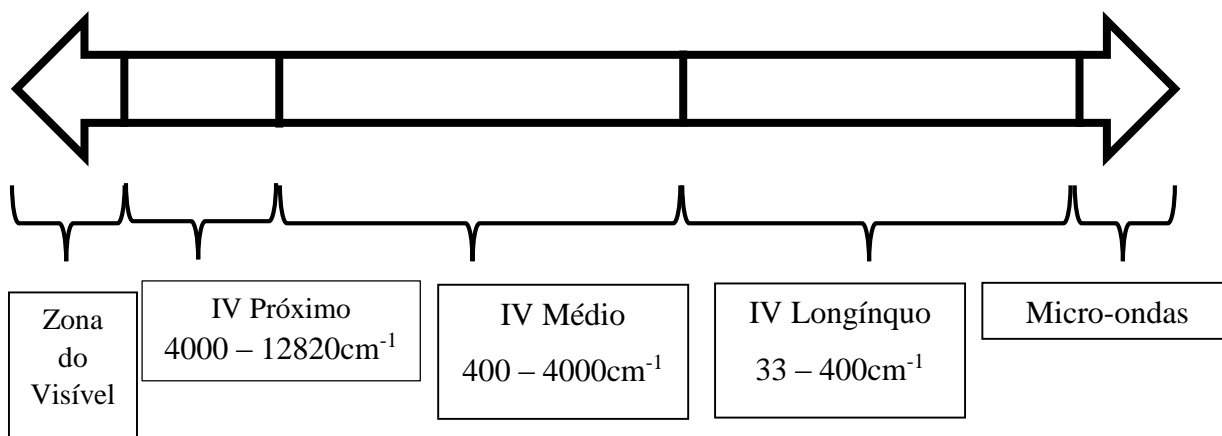 Zona
do
Visível
IV Próximo
4000 – 12820cm⁻¹
IV Médio
400 – 4000cm⁻¹
IV Longínquo
33 – 400cm⁻¹
Micro-ondas